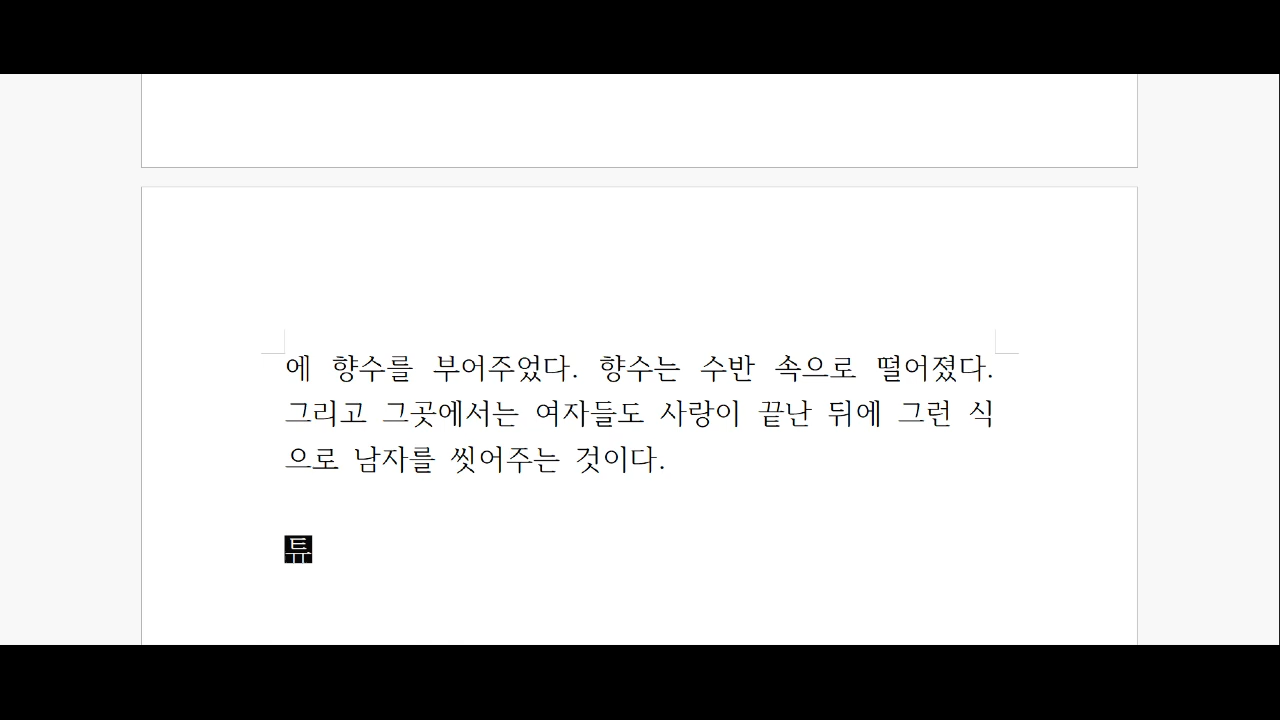 에 향수를 부어주었다. 향수는 수반 속으로 떨어졌다.
그리고 그곳에서는 여자들도 사랑이 끝난 뒤에 그런 식
으로 남자를 씻어주는 것이다.
튜